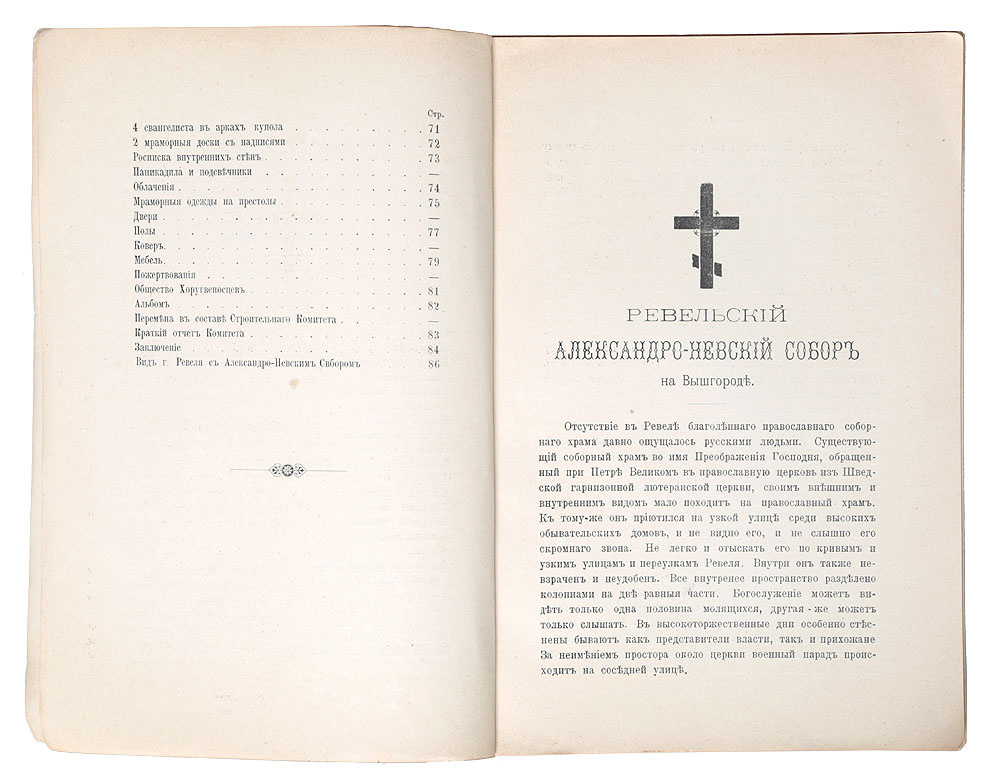 Стр.
4 евангелиста въ аркахъ купола . . . . . . . . 71
2 мраморныя доски съ надписями . . . . . . . . 72
Росписка внутреннихъ стѣнъ . . . . . . . . . 73
Паникадила и подсвѣчники . . . . . . . . . —
Облаченія . . . . . . . . . . . . . 74
Мраморныя одежды на престолы . . . . . . . . 75
Двери . . . . . . . . . . . . . . —
Полы . . . . . . . . . . . . . . 77
Коверъ . . . . . . . . . . . . . . —
Мебель . . . . . . . . . . . . . . 79
Пожертвованія . . . . . . . . . . . . —
Общество Хоругвеносцев . . . . . . . . . . 81
Альбомъ . . . . . . . . . . . . . 82
Перемѣна въ составѣ Строительнаго Комитета . . . . . —
Краткій отчетъ Комитета . . . . . . . . . . 83
Заключеніе . . . . . . . . . . . . . 84
Видъ г. Ревеля съ Александро-Невскимъ Свборомъ 86
РЕВЕЛЬСКІЙ
АЛЕКСАНДРО-НЕВСКІЙ СОБОРЪ
на Вышгородѣ.
Отсутствіе въ Ревелѣ благолѣпнаго православнаго собор-
наго храма давно ощущалось русскими людьми. Существую-
щій соборный храмъ во имя Преображенія Господня, обращен-
ный при Петрѣ Великомъ въ православную церковь изъ Швед-
ской гарнизонной лютеранской церкви, своимъ внѣшнимъ и
внутреннимъ видомъ мало походитъ на православный храмъ.
Къ тому-же онъ пріютился на узкой улицѣ среди высокихъ
обывательскихъ домовъ, и не видно его, и не слышно его
скромнаго звона. Не легко и отыскать его по кривымъ и
узкимъ улицамъ и переулкамъ Ревеля. Внутри онъ также не-
взраченъ и неудобенъ. Все внутренее пространство раздѣлено
колоннами на двѣ равныя части. Богослуженіе можетъ ви-
дѣть только одна половина молящихся, другая-же можетъ
только слышать. Въ высокоторжественные дни особенно стѣс-
нены бываютъ какъ представители власти, такъ и прихожане
За неимѣніемъ простора около церкви военный парадъ проис-
ходитъ на сосѣдней улицѣ.